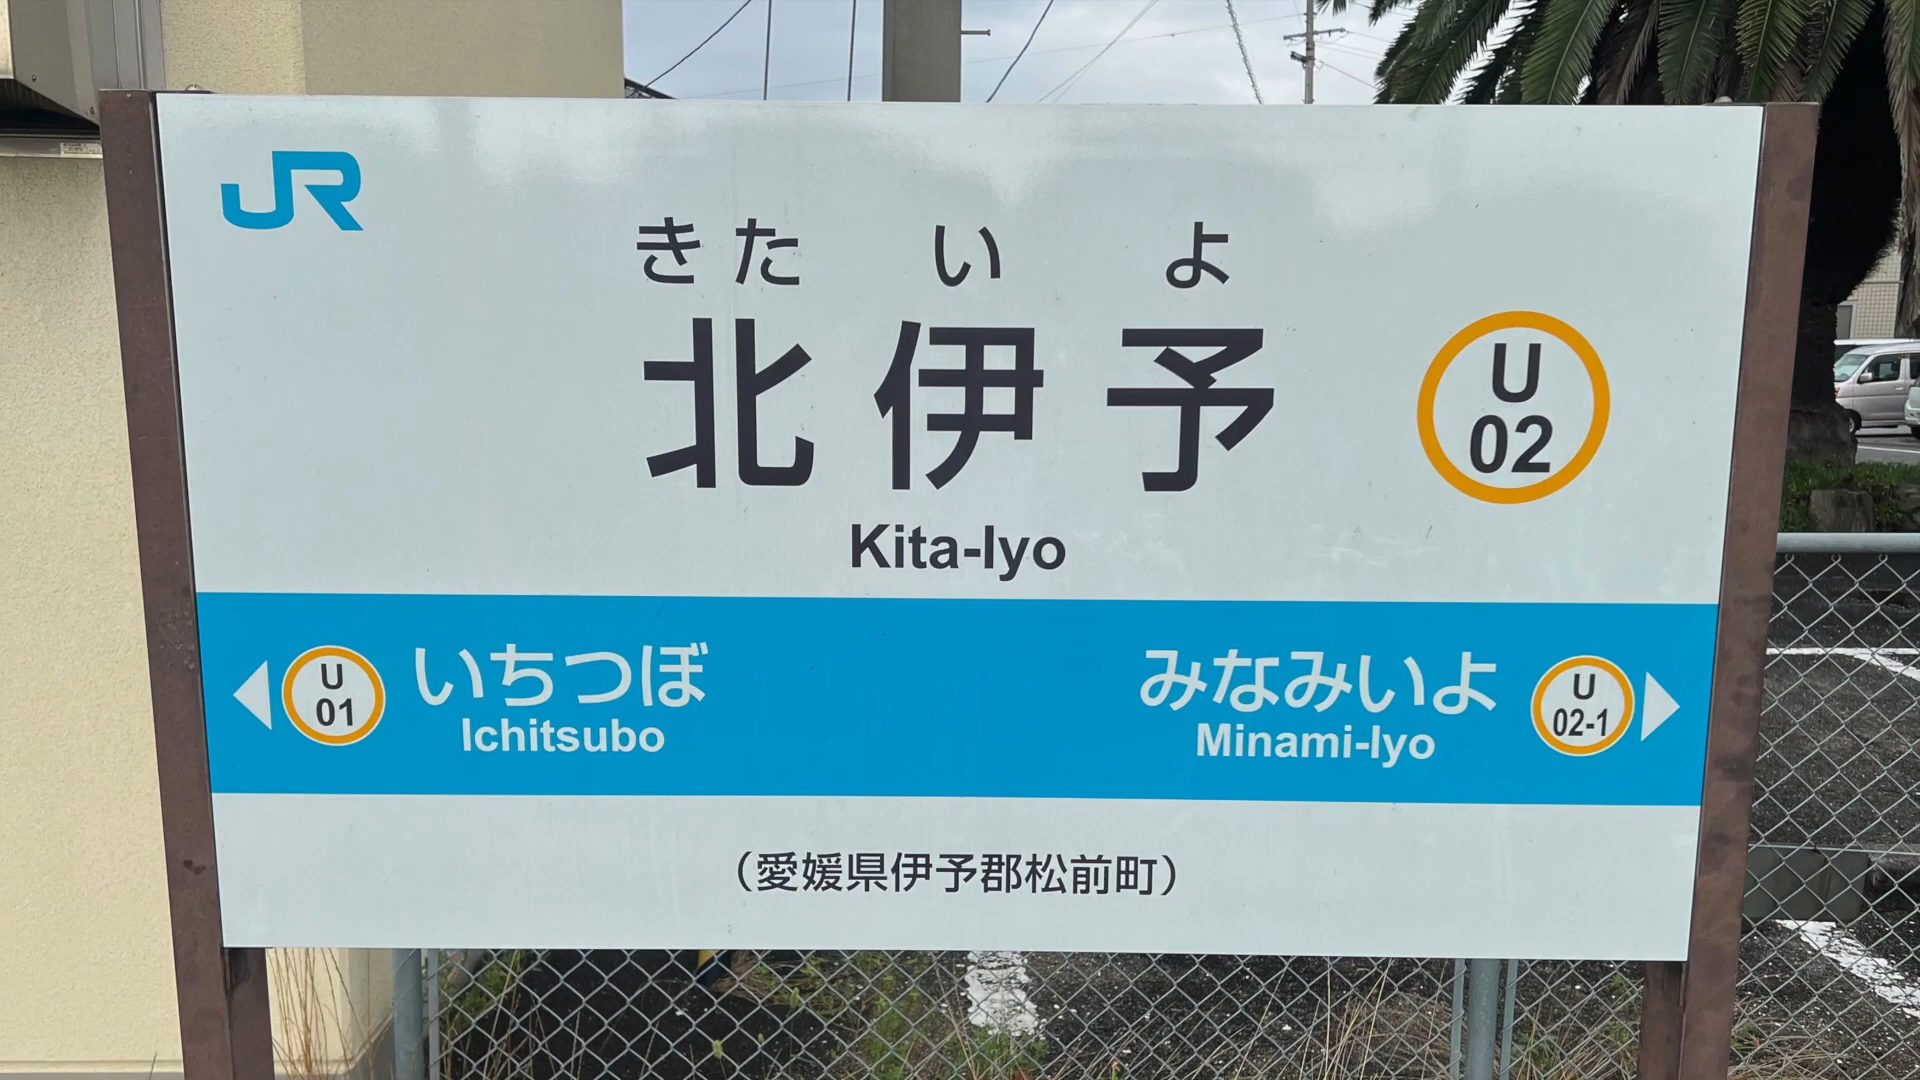 JR
きたいよ
北伊予
U
02
Kita-Iyo
U
01
いちつぼ
Ichitsubo
みなみいよ
Minami-Iyo
U
02-1
（愛媛県伊予郡松前町）